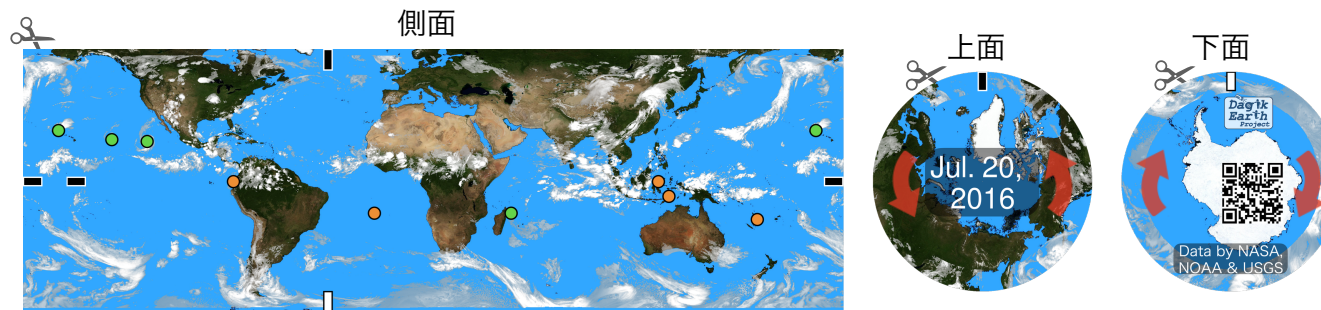 側面
上面
下面
Jul. 20,
2016
Dagik
Earth
Project
Data by NASA,
NOAA & USGS